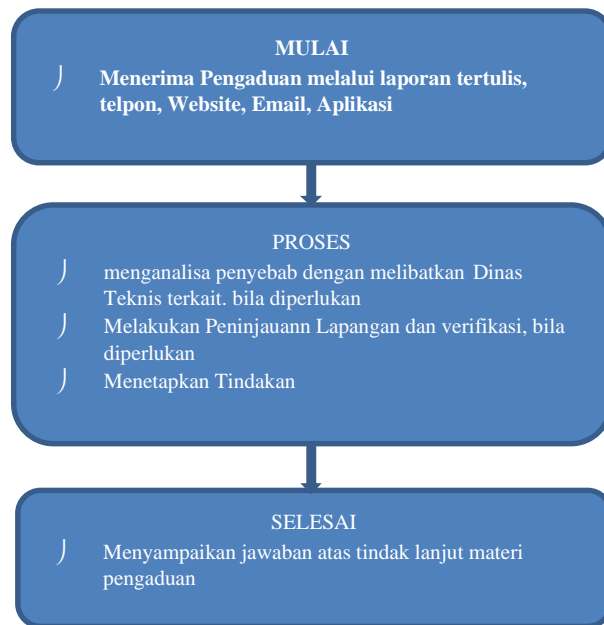 MULAI
Menerima Pengaduan melalui laporan tertulis,
telpon, Website, Email, Aplikasi
PROSES
menganalisa penyebab dengan melibatkan Dinas
Teknis terkait. bila diperlukan
Melakukan Peninjauann Lapangan dan verifikasi, bila
diperlukan
Menetapkan Tindakan
SELESAI
Menyampaikan jawaban atas tindak lanjut materi
pengaduan